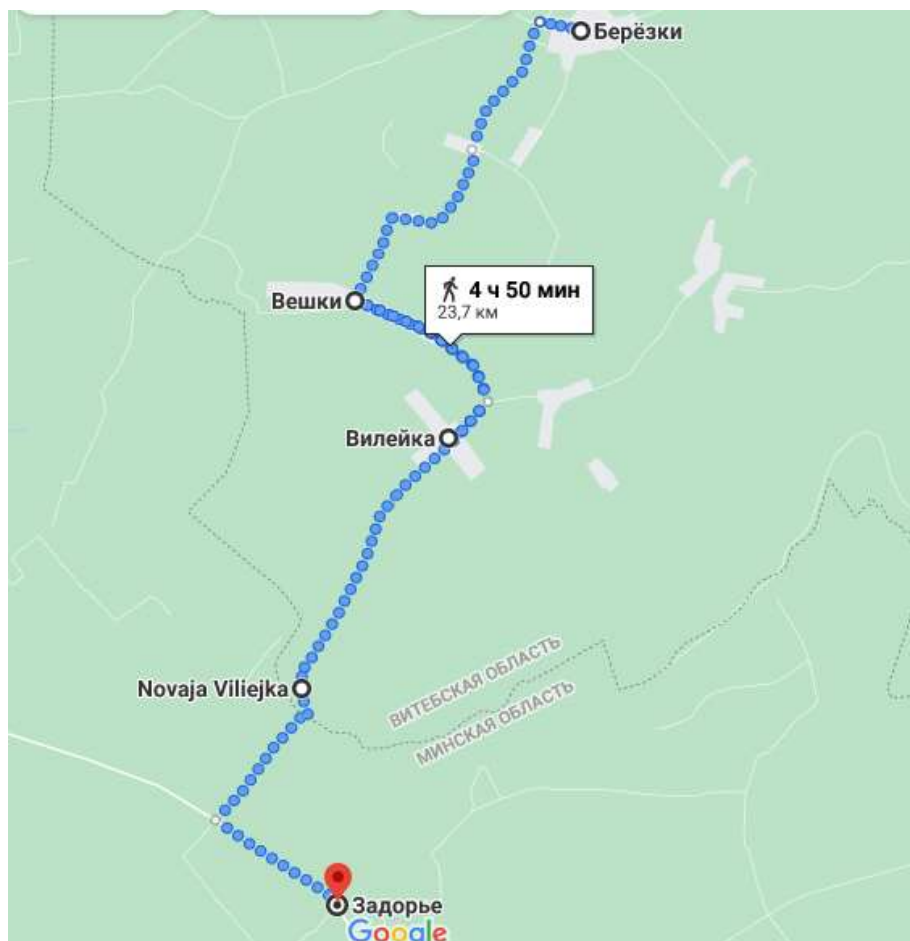 Берёзки
4 ч 50 мин
23,7 км
Вешки
Вилейка
Novaja Viliejka
ВИТЕБСКАЯ ОБЛАСТЬ
МИНСКАЯ ОБЛАСТЬ
Задорье
Google